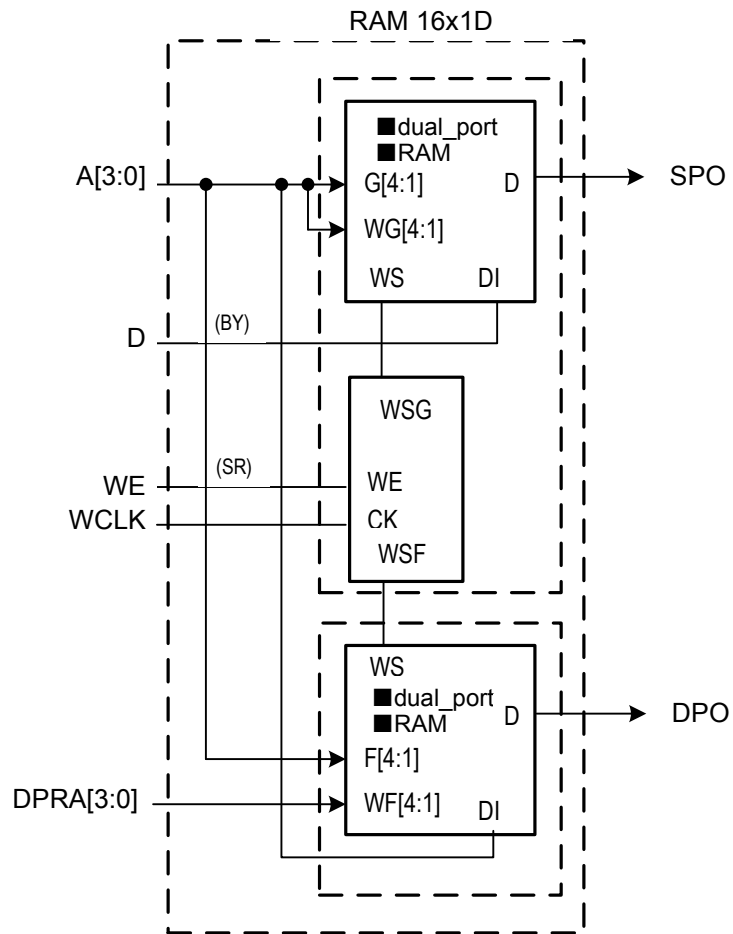 RAM 16x1D
■dual_port
■RAM
A[3:0]
G[4:1]
D
SPO
WG[4:1]
WS
DI
D
(BY)
WSG
WE
(SR)
WE
WCLK
CK
WSF
WS
■dual_port
■RAM
D
DPO
F[4:1]
DPRA[3:0]
WF[4:1]
DI